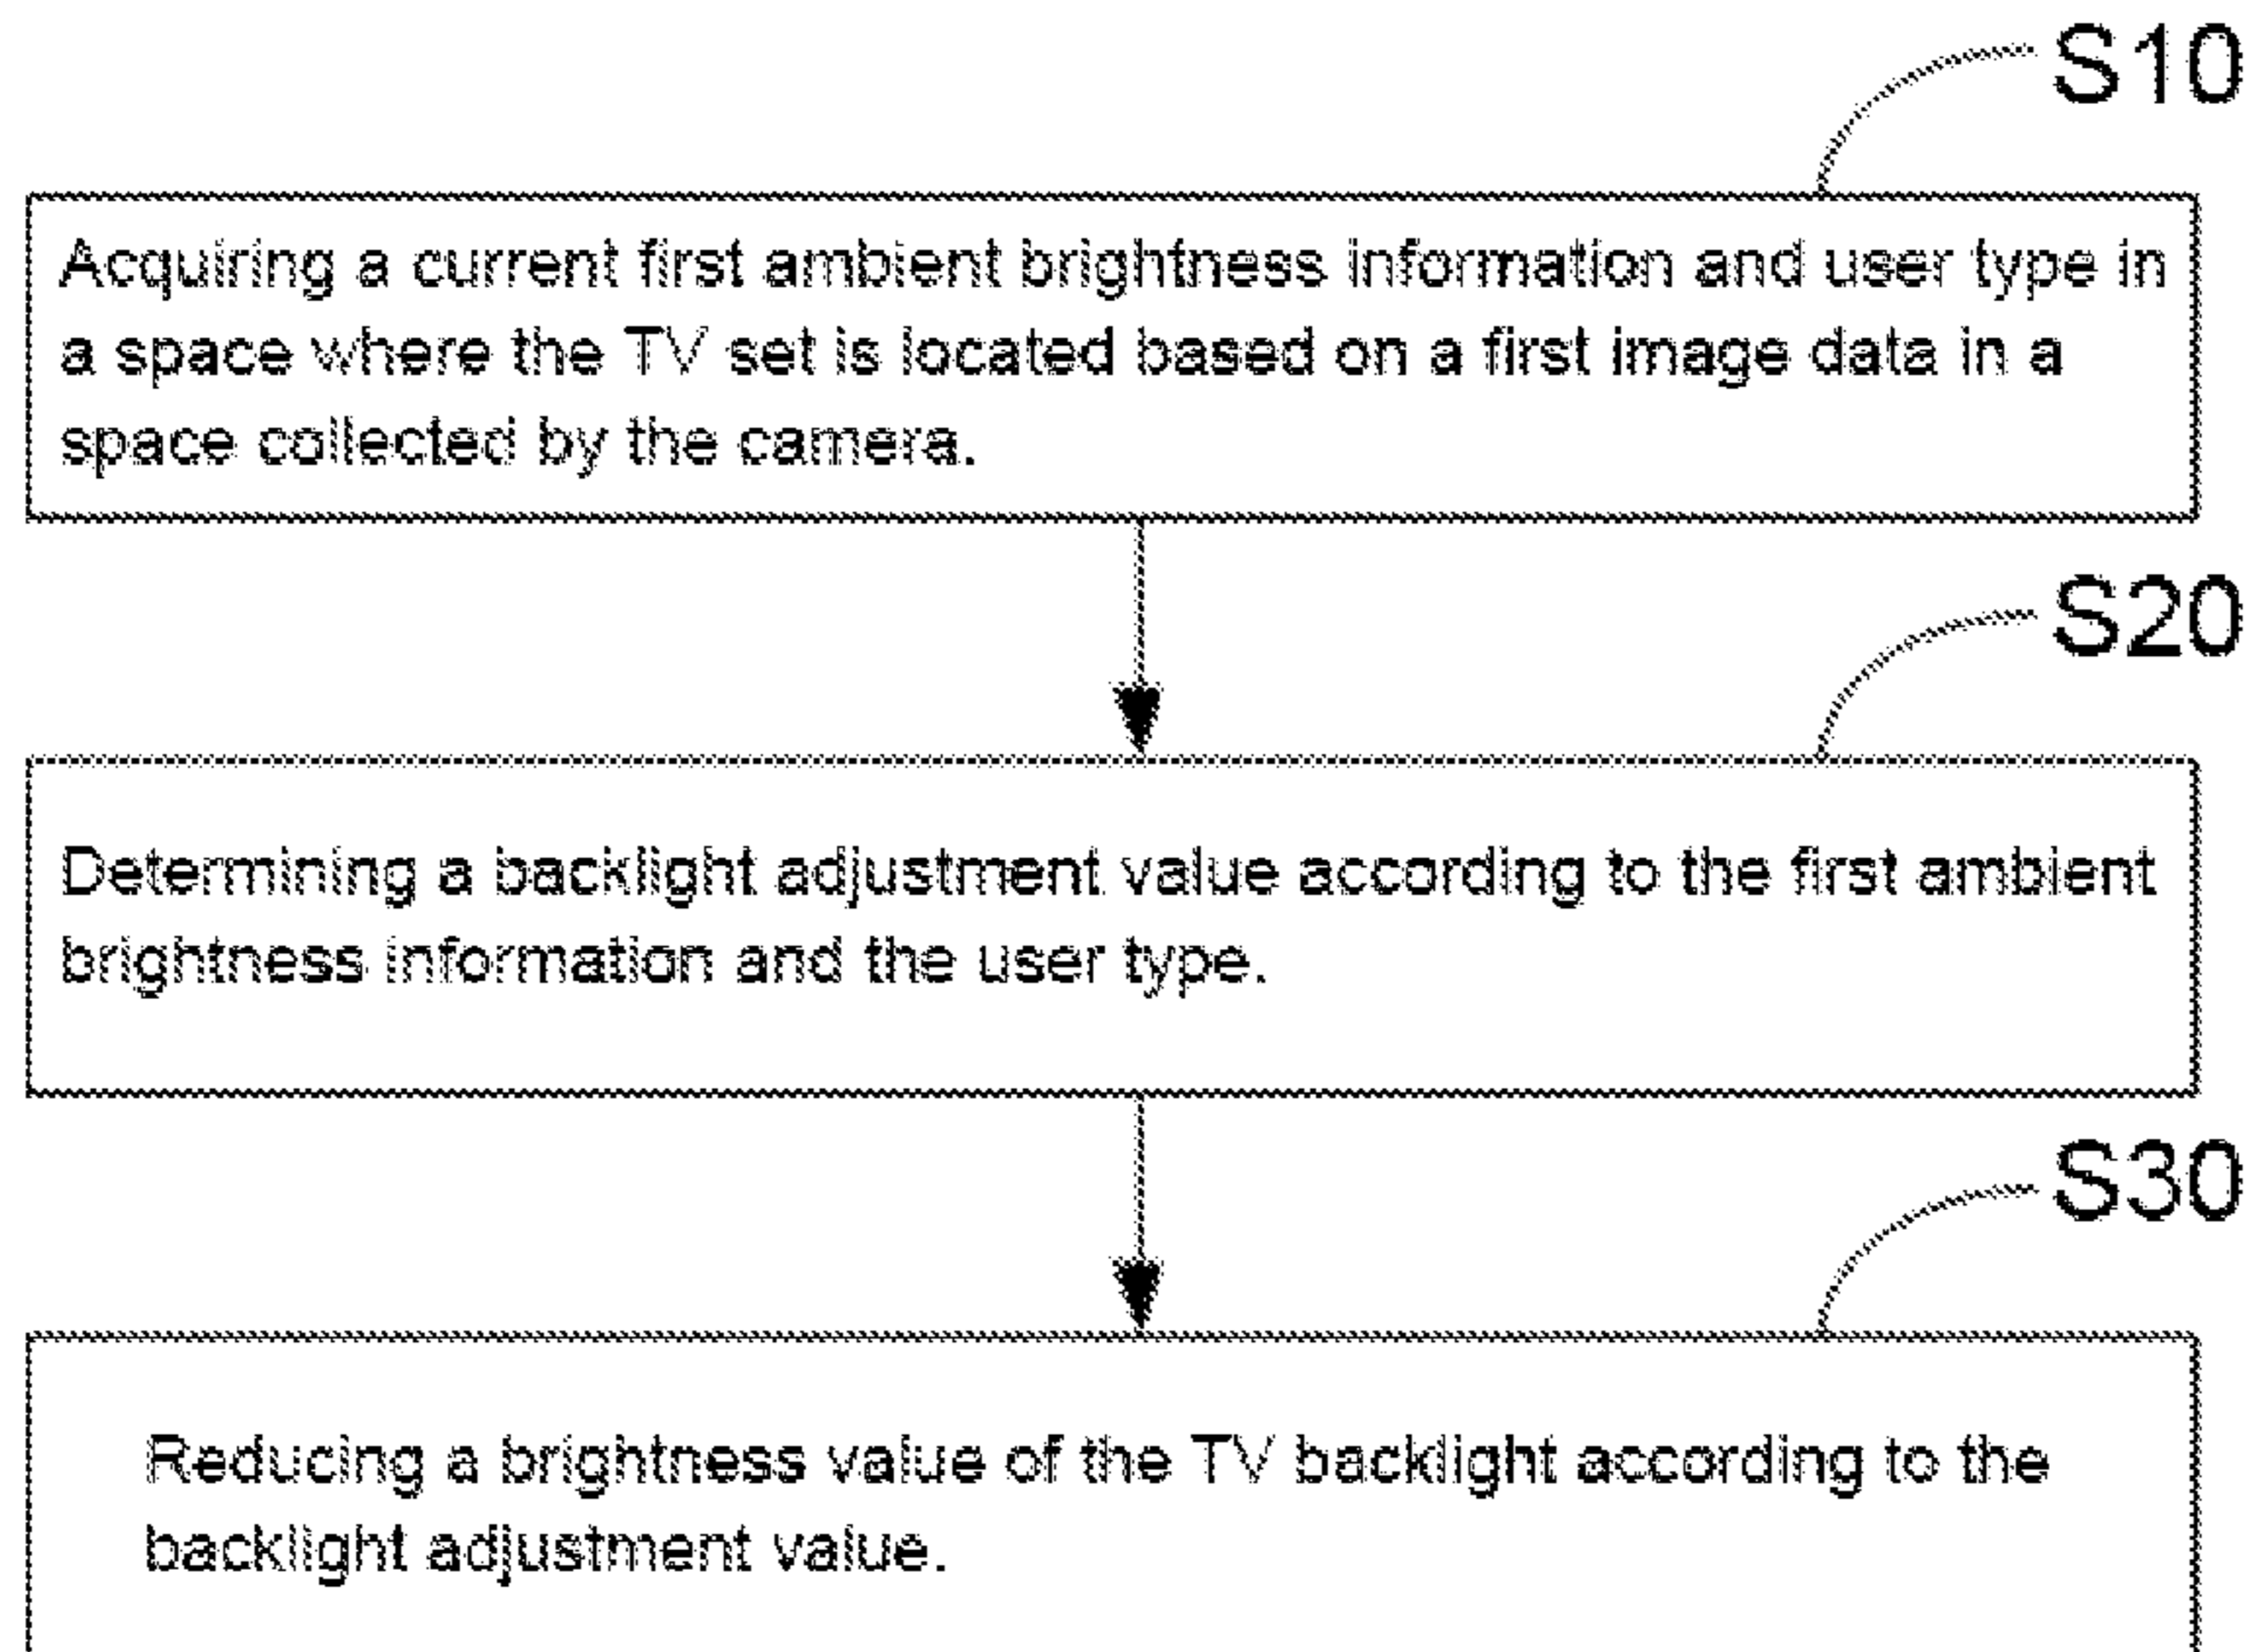 S10
Acquiring a current first ambient brightness information and user type in
a space where the TV set is located based on a first image data in a
space collected by the camera.
S20
Determining a backlight adjustment value according to the first ambient
brightness information and the user type.
S30
Reducing a brightness value of the TV backlight according to the
backlight adjustment value.